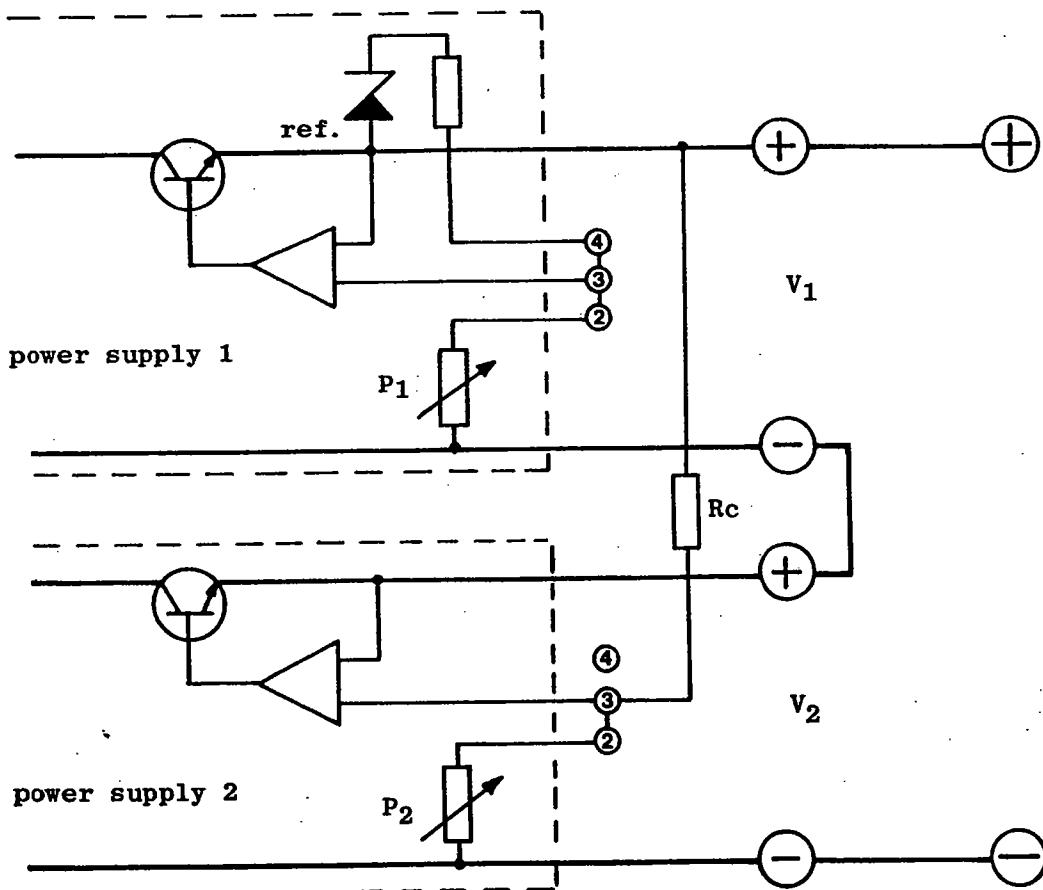 ref.
+
+
4
3
V1
2
power supply 1
P1
−
Rc
+
4
3
V2
2
power supply 2
P2
−
−